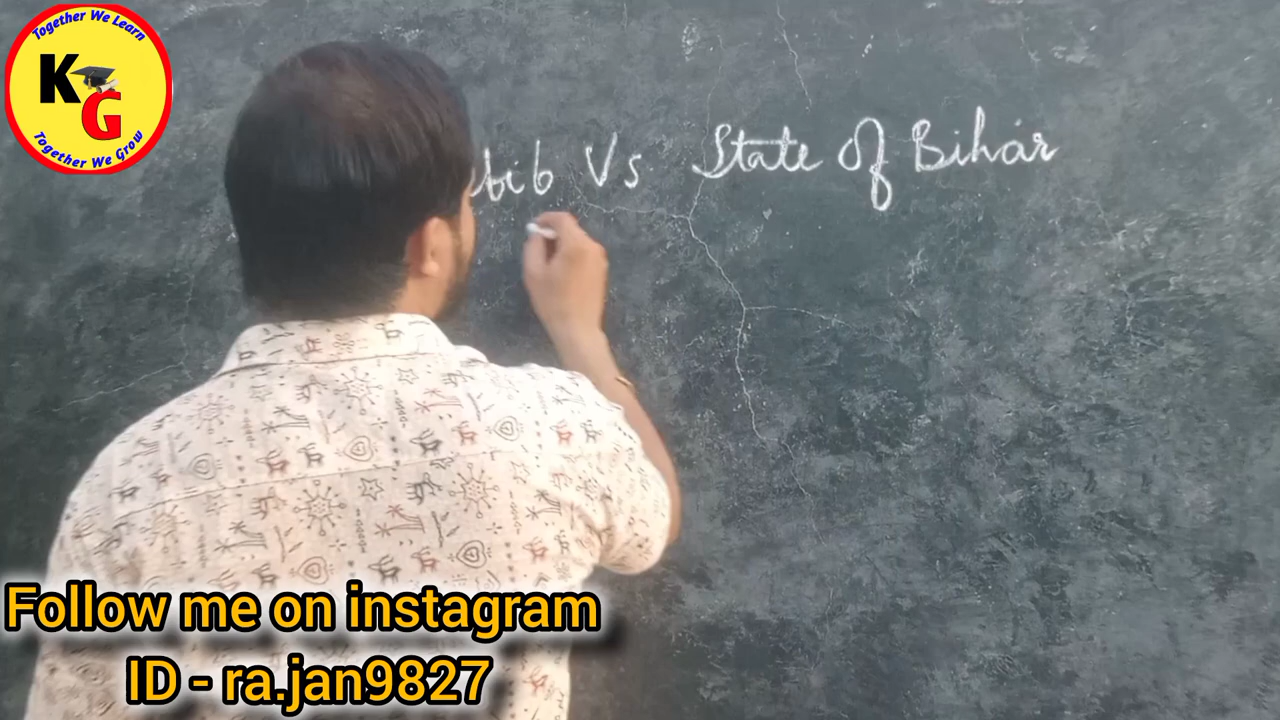 Together We Learn
KG
Together We Grow
Vs State Of Bihar
Follow me on instagram
ID - ra.jan9827